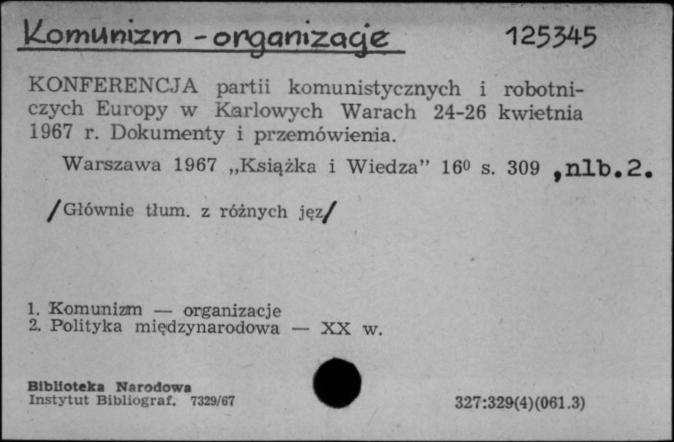 Komunizm - organizacje 125345
KONFERENCJA partii komunistycznych i robotni-
czych Europy w Karlowych Warach 24-26 kwietnia
1967 r. Dokumenty i przemówienia.
Warszawa 1967 „Książka i Wiedza” 16⁰ s. 309 , nlb. 2.
/Głównie tłum. z różnych jęz/
1. Komunizm — organizacje
2. Polityka międzynarodowa — XX w.
Biblioteka Narodowa
Instytut Bibliograf. 7329/67
327:329(4)(061.3)